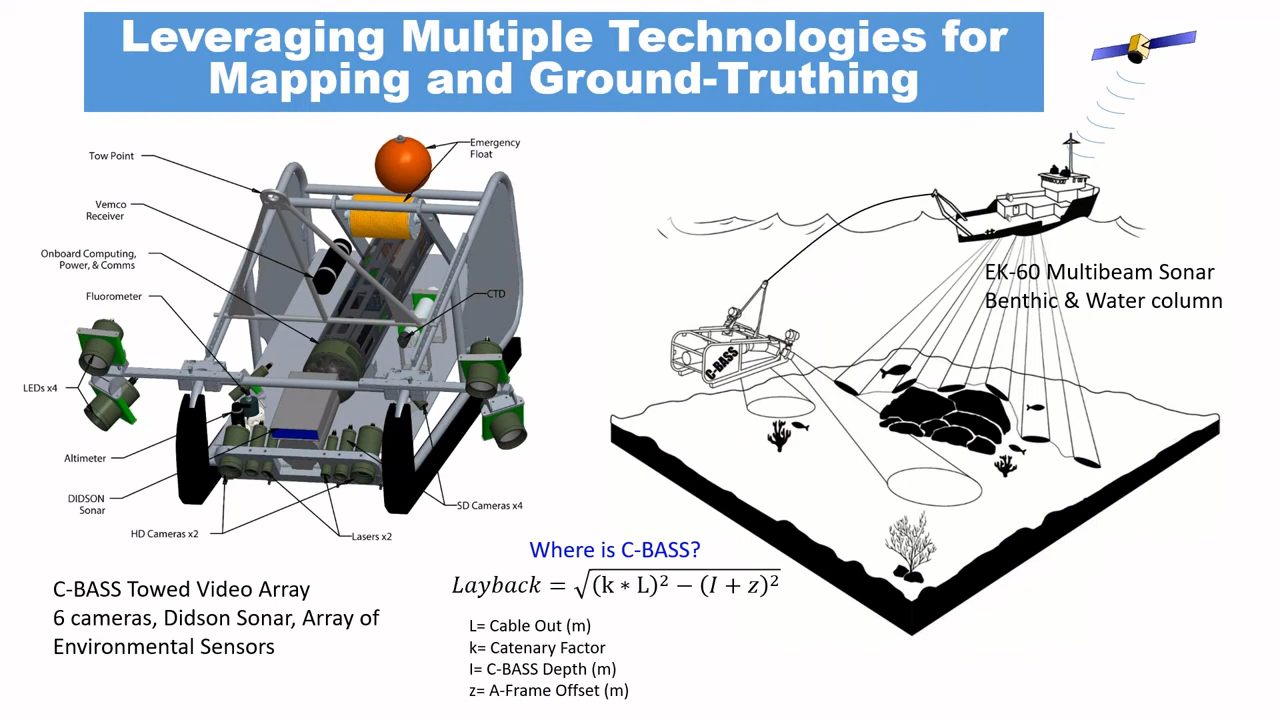 Leveraging Multiple Technologies for
Mapping and Ground-Truthing
Tow Point
Emergency
Float
Vemco
Receiver
Onboard Computing,
Power, & Comms
Fluorometer
CTD
LEDs x4
Altimeter
DIDSON
Sonar
HD Cameras x2
Lasers x2
SD Cameras x4
EK-60 Multibeam Sonar
Benthic & Water column
C-BASS
C-BASS Towed Video Array
6 cameras, Didson Sonar, Array of
Environmental Sensors
Where is C-BASS?
Layback = √(k ∗ L)² − (I + z)²
L= Cable Out (m)
k= Catenary Factor
I= C-BASS Depth (m)
z= A-Frame Offset (m)